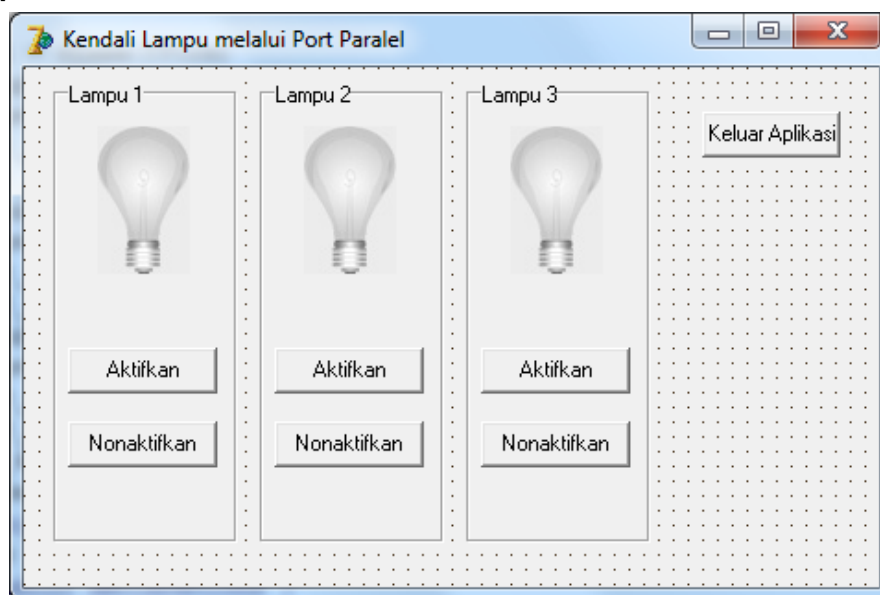 Kendali Lampu melalui Port Paralel
Lampu 1
Lampu 2
Lampu 3
Keluar Aplikasi
Aktifkan
Aktifkan
Aktifkan
Nonaktifkan
Nonaktifkan
Nonaktifkan